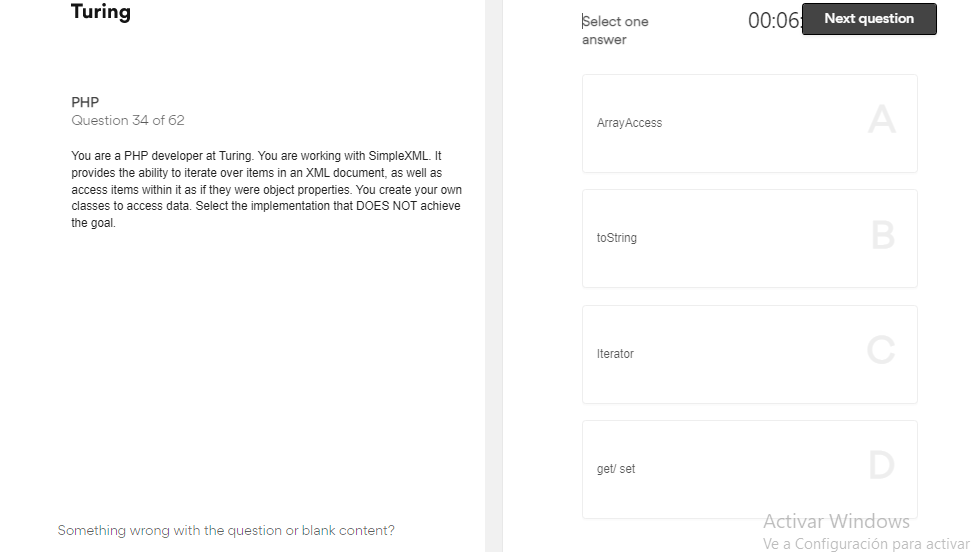 Turing
PHP
Question 34 of 62
You are a PHP developer at Turing. You are working with SimpleXML. It
provides the ability to iterate over items in an XML document, as well as
access items within it as if they were object properties. You create your own
classes to access data. Select the implementation that DOES NOT achieve
the goal.
Something wrong with the question or blank content?
Select one
answer
00:06:
Next question
ArrayAccess
A
toString
B
Iterator
C
get/ set
D
Activar Windows
Ve a Configuración para activar